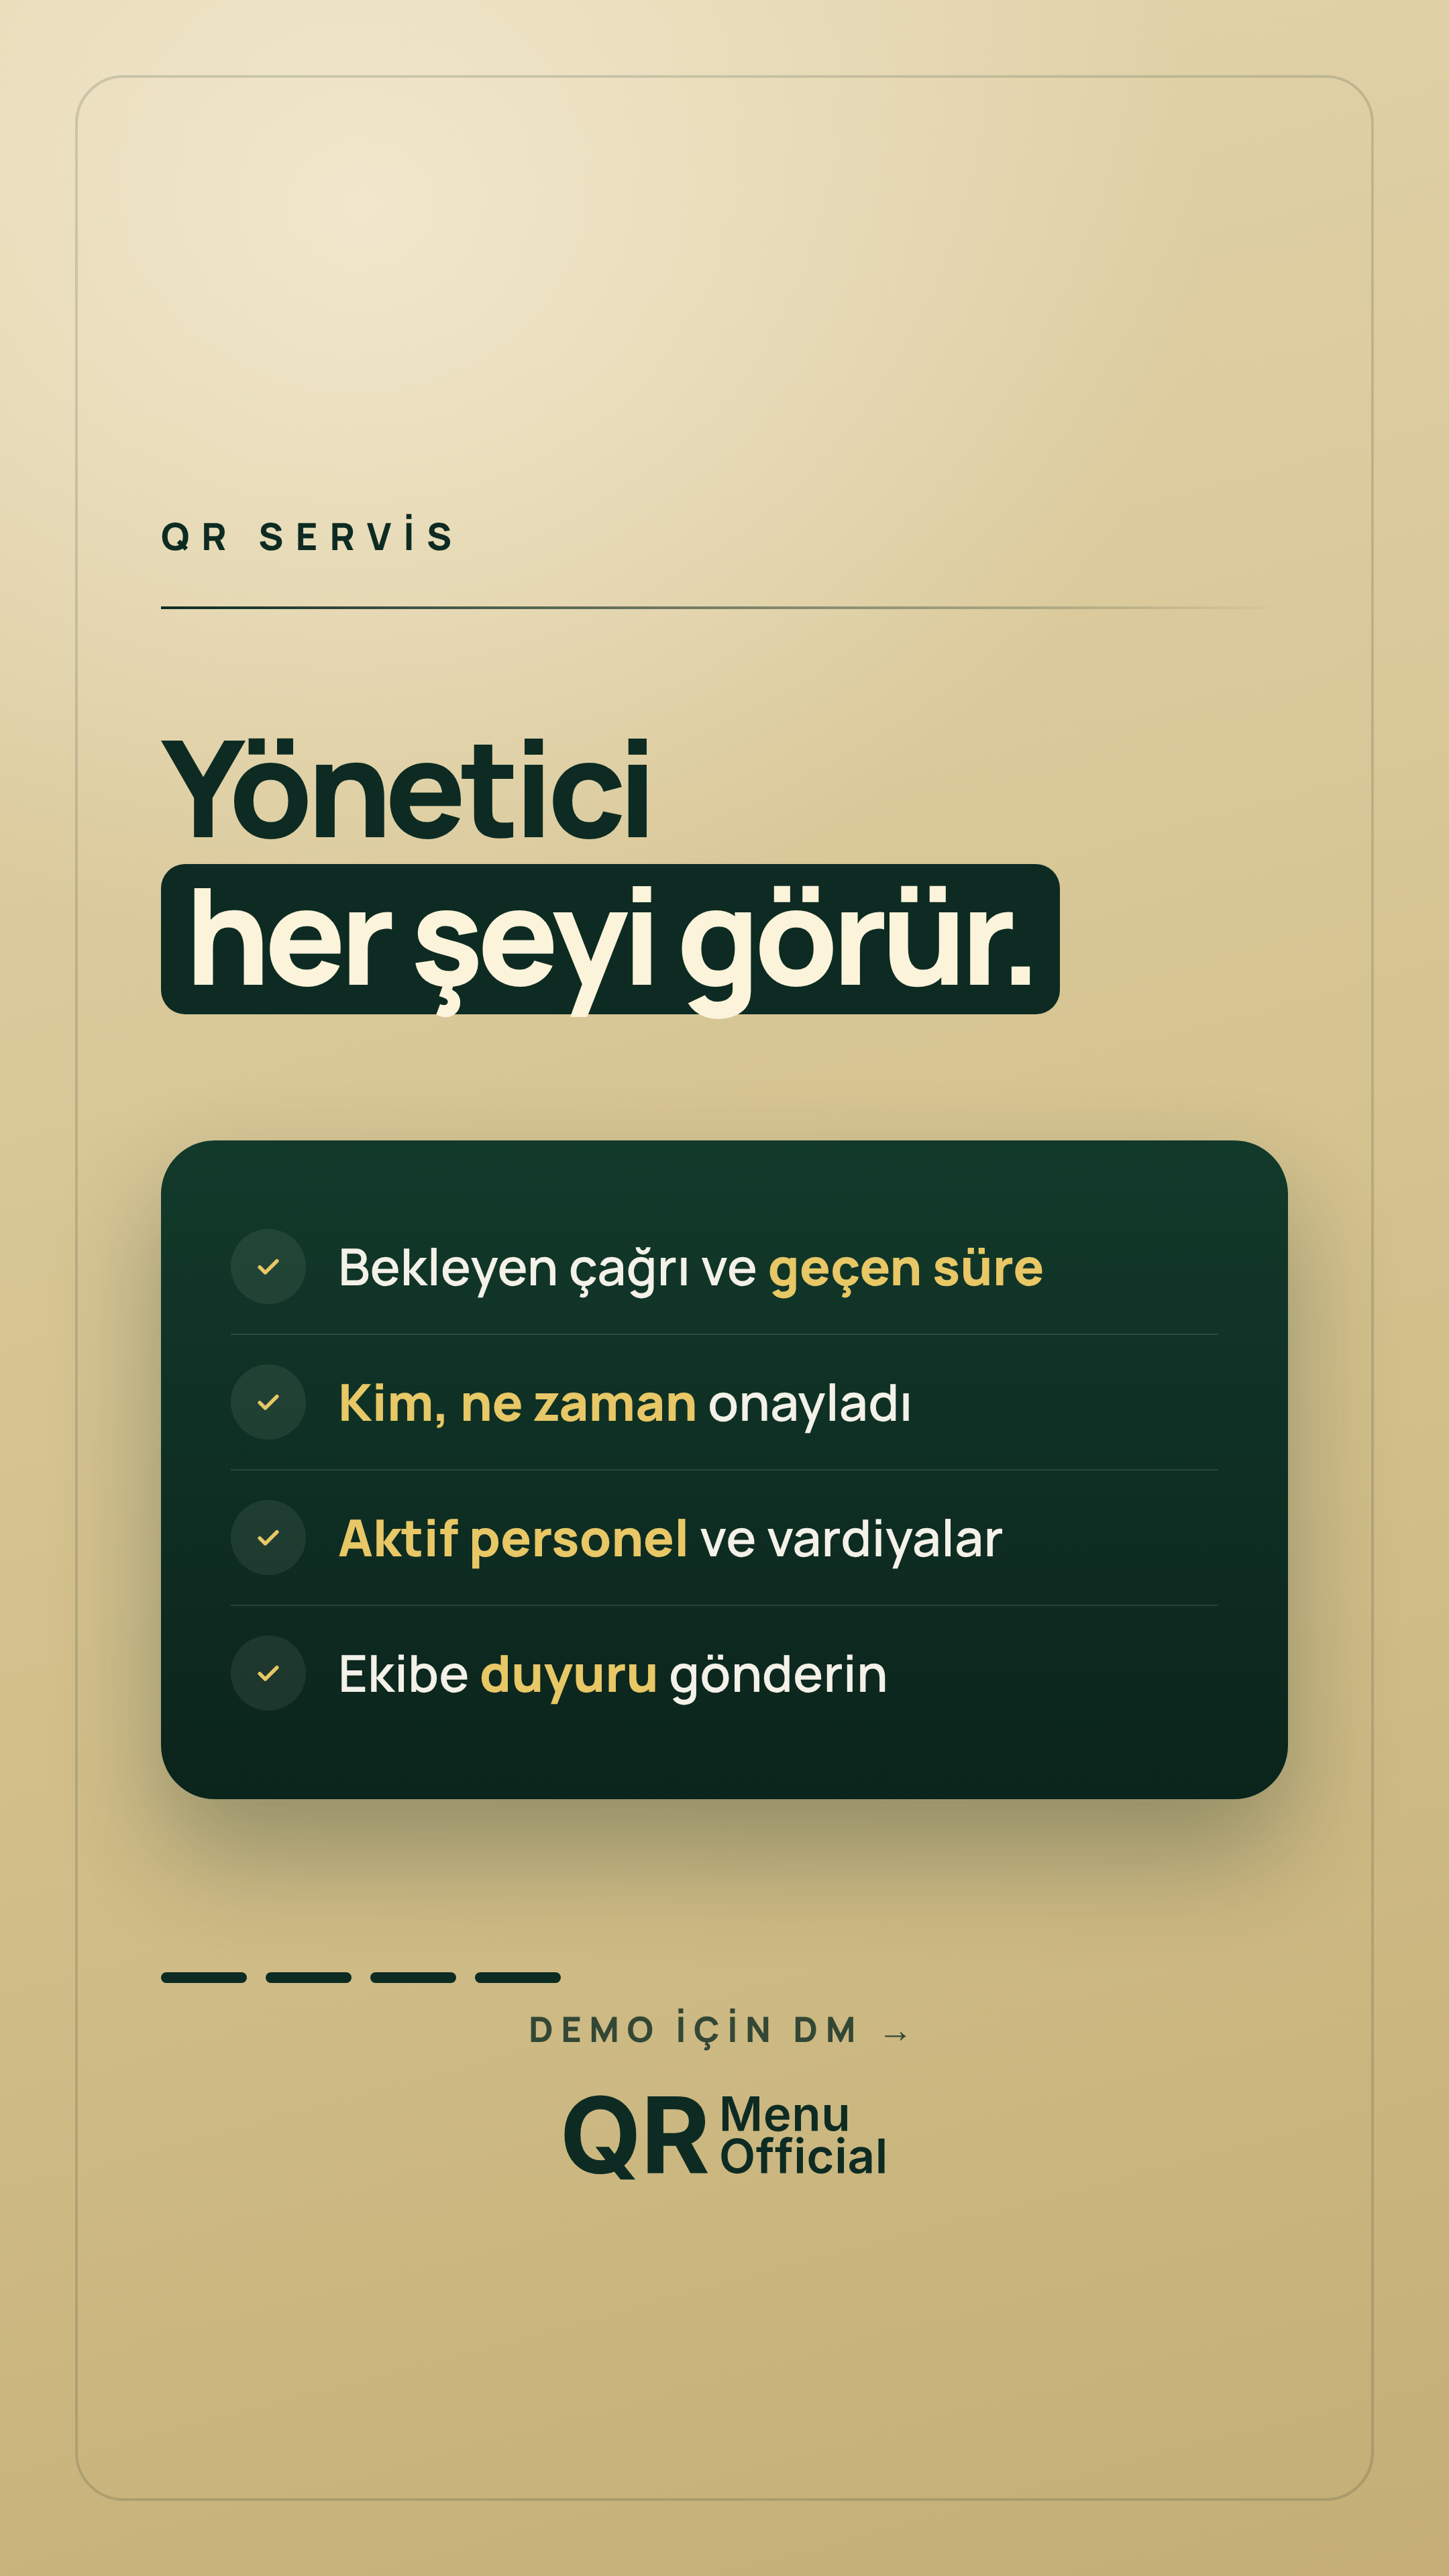 QR SERVİS
Yönetici
her şeyi görür.
Bekleyen çağrı ve geçen süre
Kim, ne zaman onayladı
Aktif personel ve vardiyalar
Ekibe duyuru gönderin
DEMO İÇİN DM →
QR Menu
Official